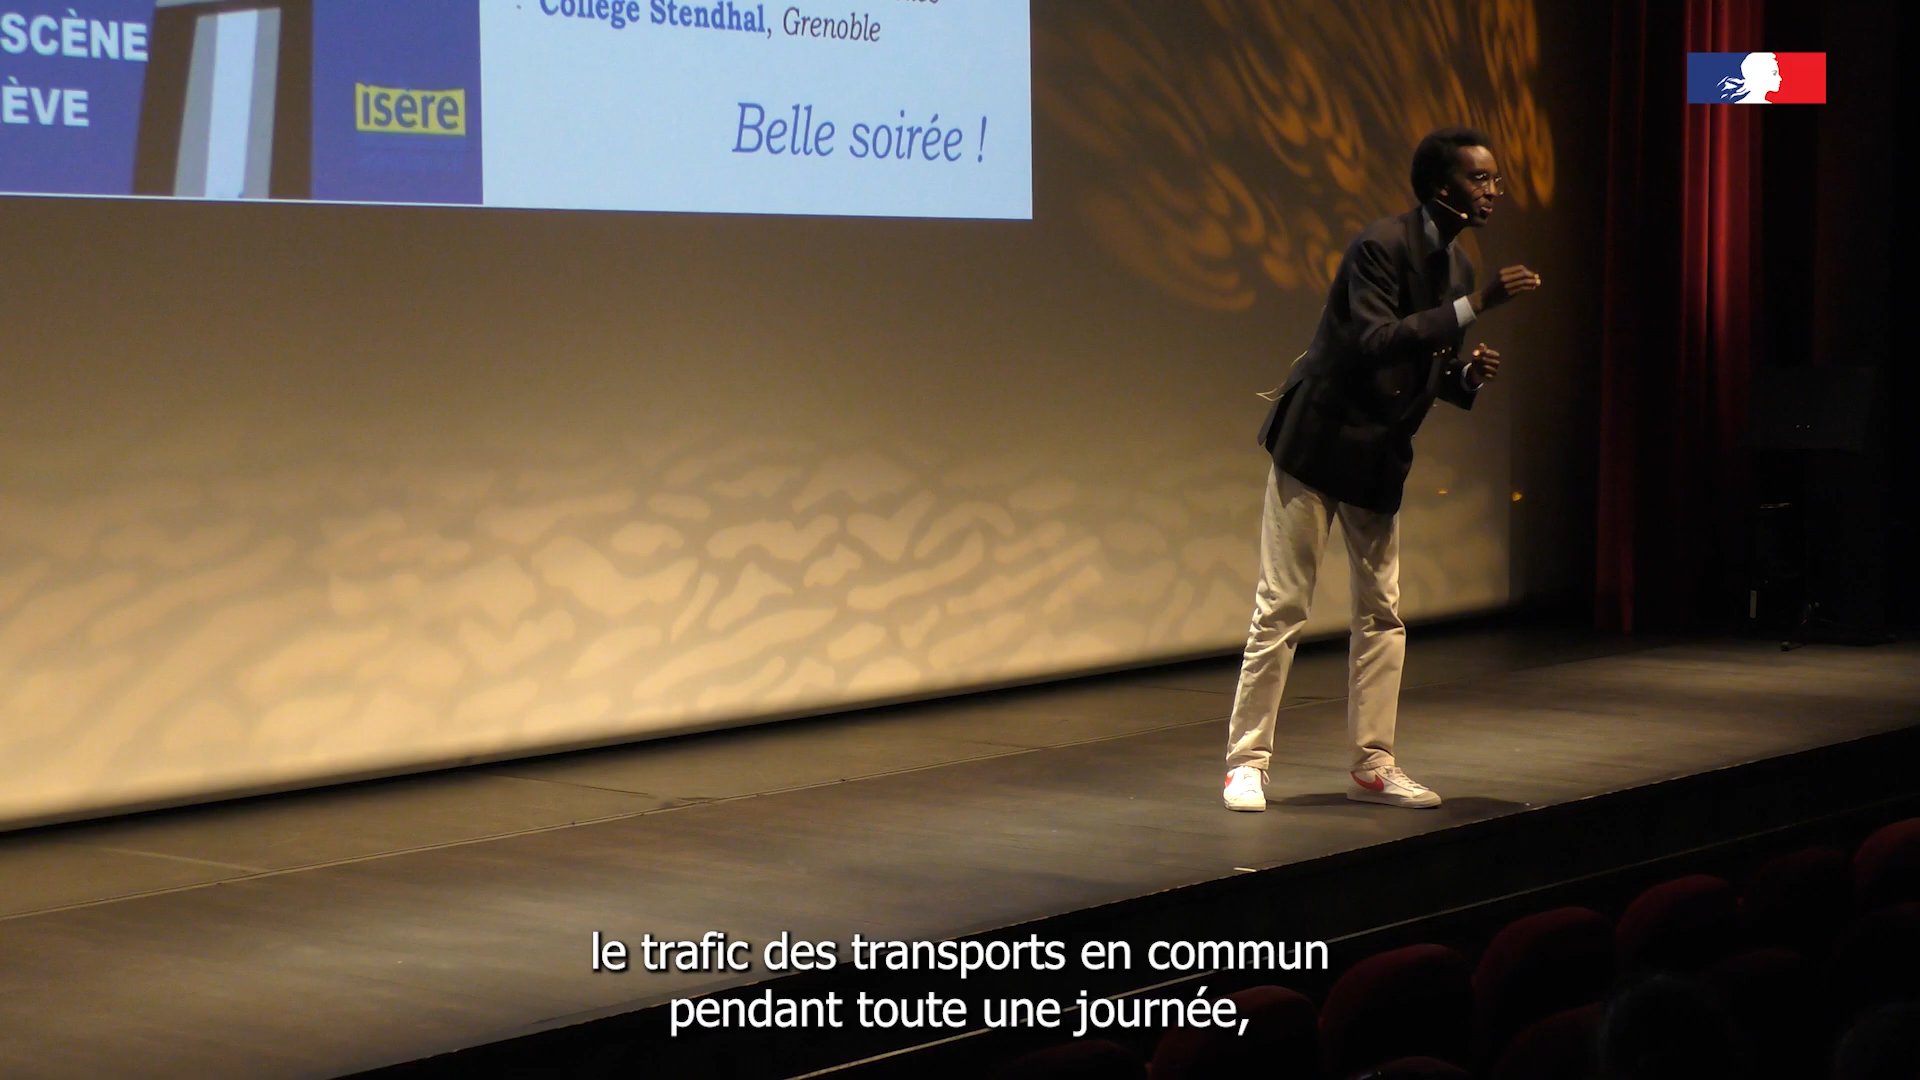 SCÈNE
ÈVE
isère
Collège Stendhal, Grenoble
Belle soirée !
le trafic des transports en commun
pendant toute une journée,